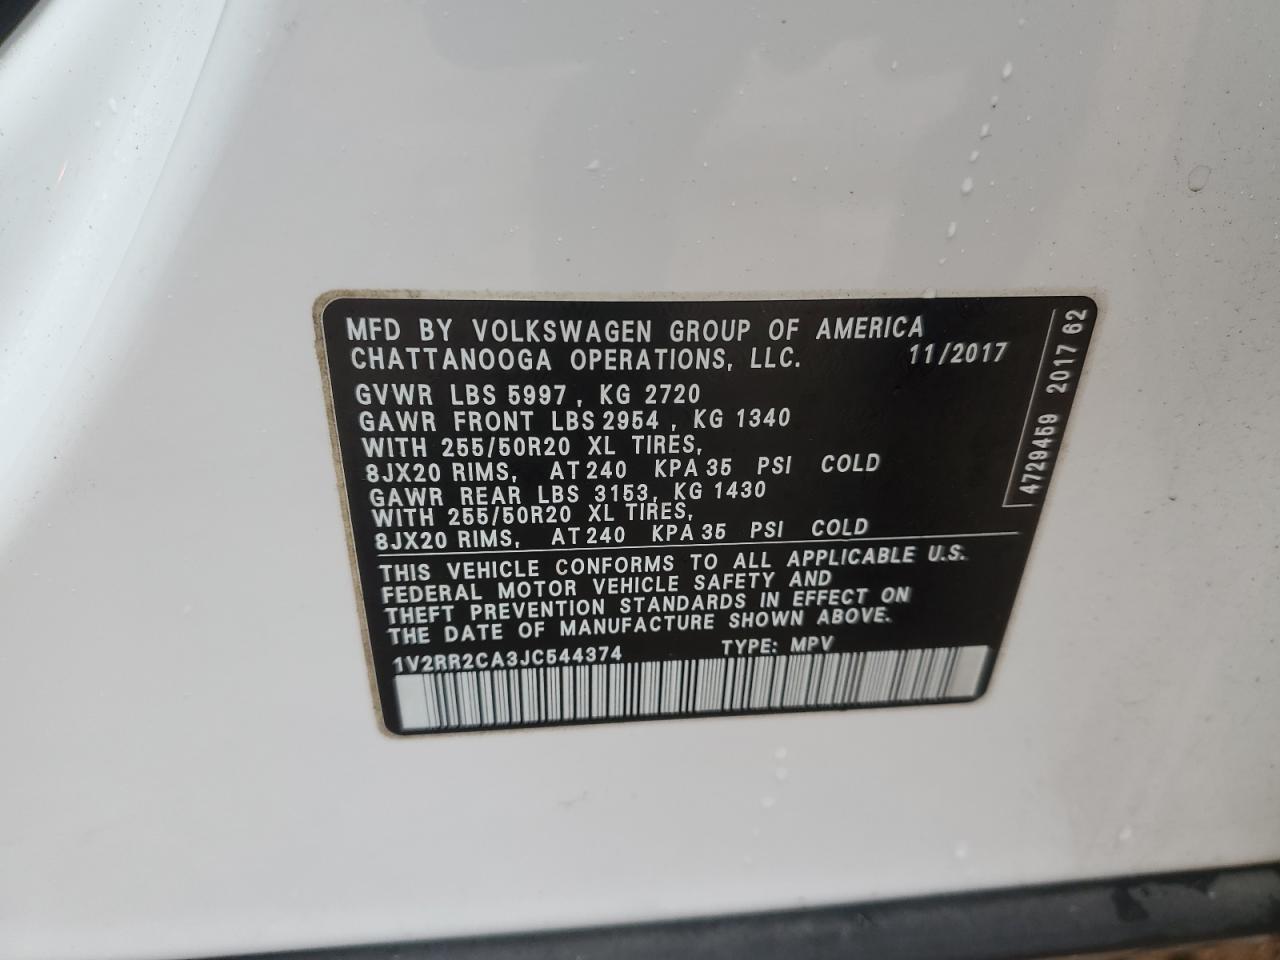 MFD BY VOLKSWAGEN GROUP OF AMERICA
CHATTANOOGA OPERATIONS, LLC. 11/2017
GVWR LBS 5997, KG 2720
GAWR FRONT LBS 2954, KG 1340
WITH 255/50R20 XL TIRES,
8JX20 RIMS, AT 240 KPA 35 PSI COLD
GAWR REAR LBS 3153, KG 1430
WITH 255/50R20 XL TIRES,
8JX20 RIMS, AT 240 KPA 35 PSI COLD
THIS VEHICLE CONFORMS TO ALL APPLICABLE U.S.
FEDERAL MOTOR VEHICLE SAFETY AND
THEFT PREVENTION STANDARDS IN EFFECT ON
THE DATE OF MANUFACTURE SHOWN ABOVE.
1V2RR2CA3JC544374 TYPE: MPV
4729459 2017 62